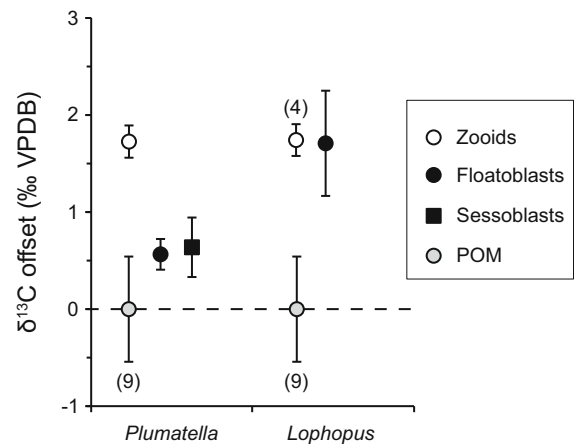 3
2
1
0
-1
δ¹³C offset (‰ VPDB)
(4)
(9)
(9)
Plumatella
Lophopus
Zooids
Floatoblasts
Sessoblasts
POM